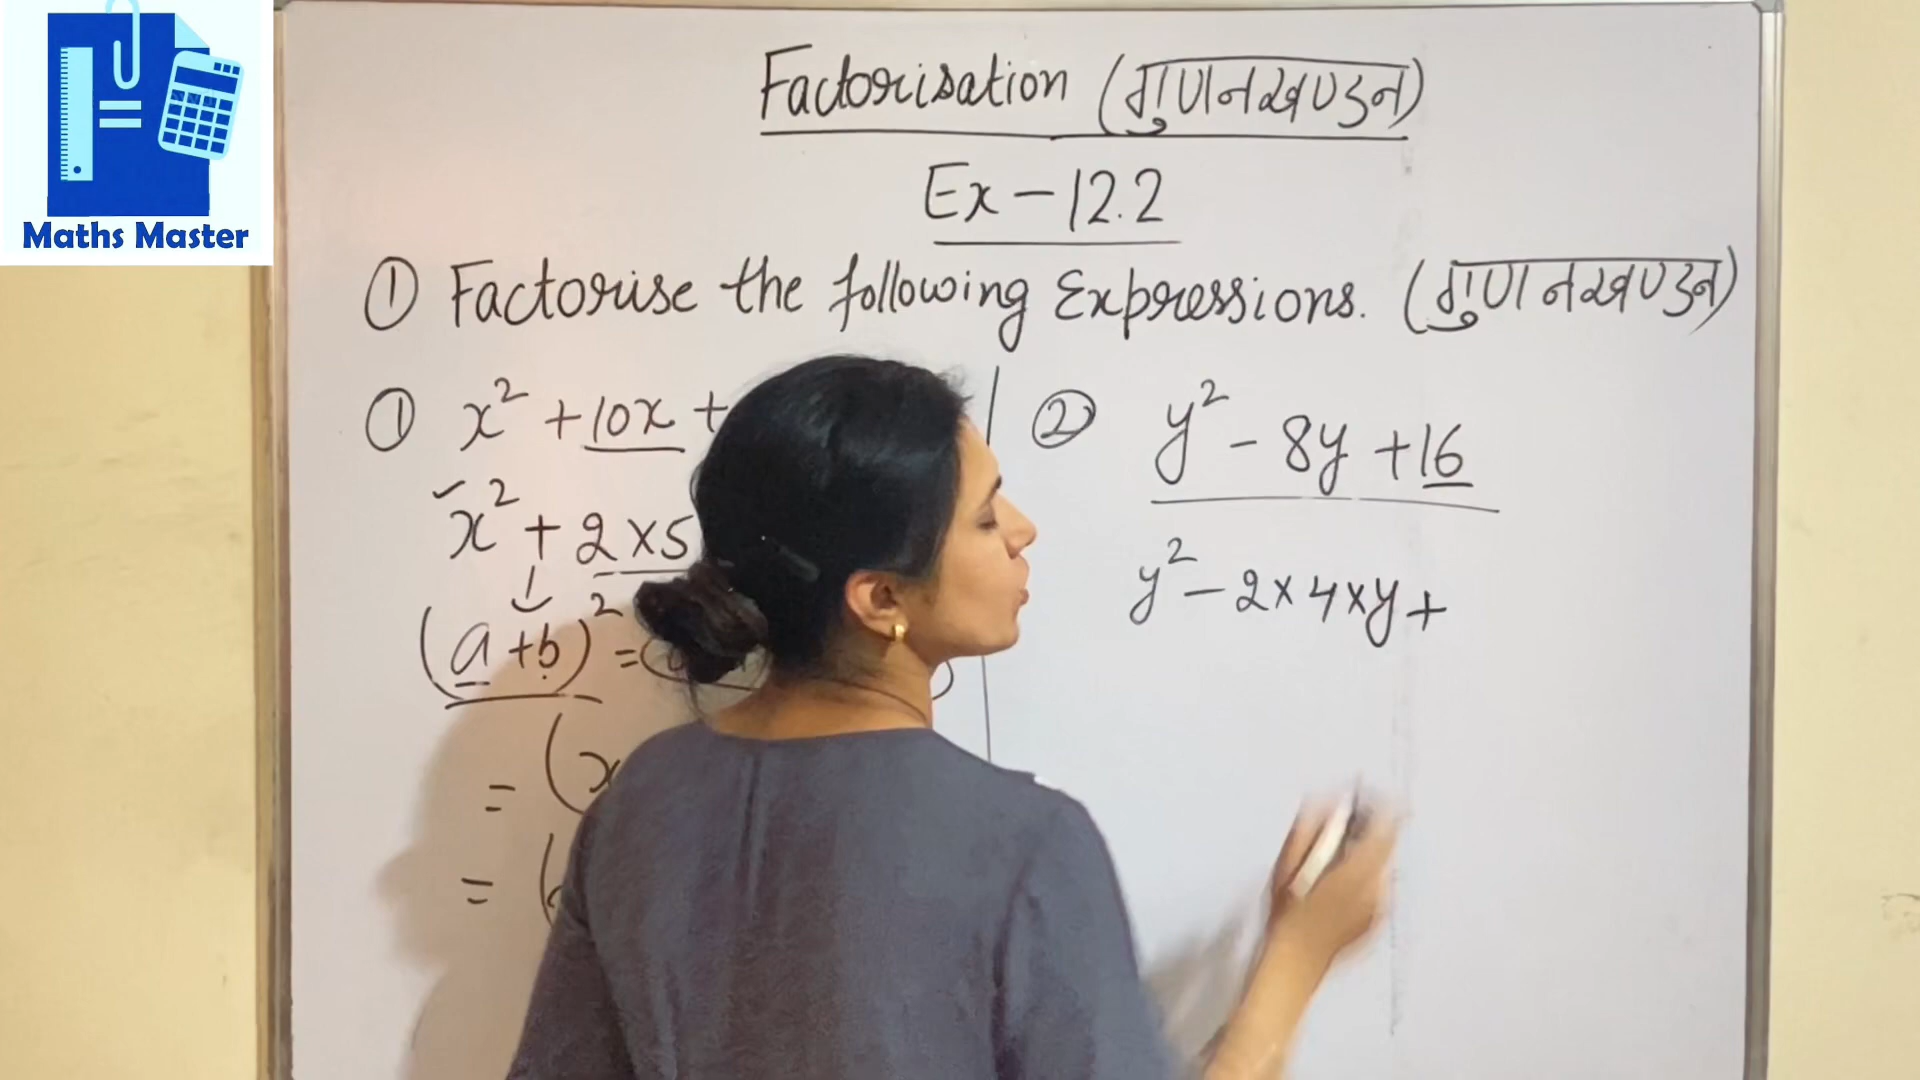 Maths Master
Factorisation (गुणनखण्डन)
Ex - 12.2
① Factorise the following Expressions. (गुणनखण्डन)
① x² + 10x +
x² + 2 × 5
(a + b)² =
= (x
= (
② y² - 8y + 16
y² - 2 × 4 × y +